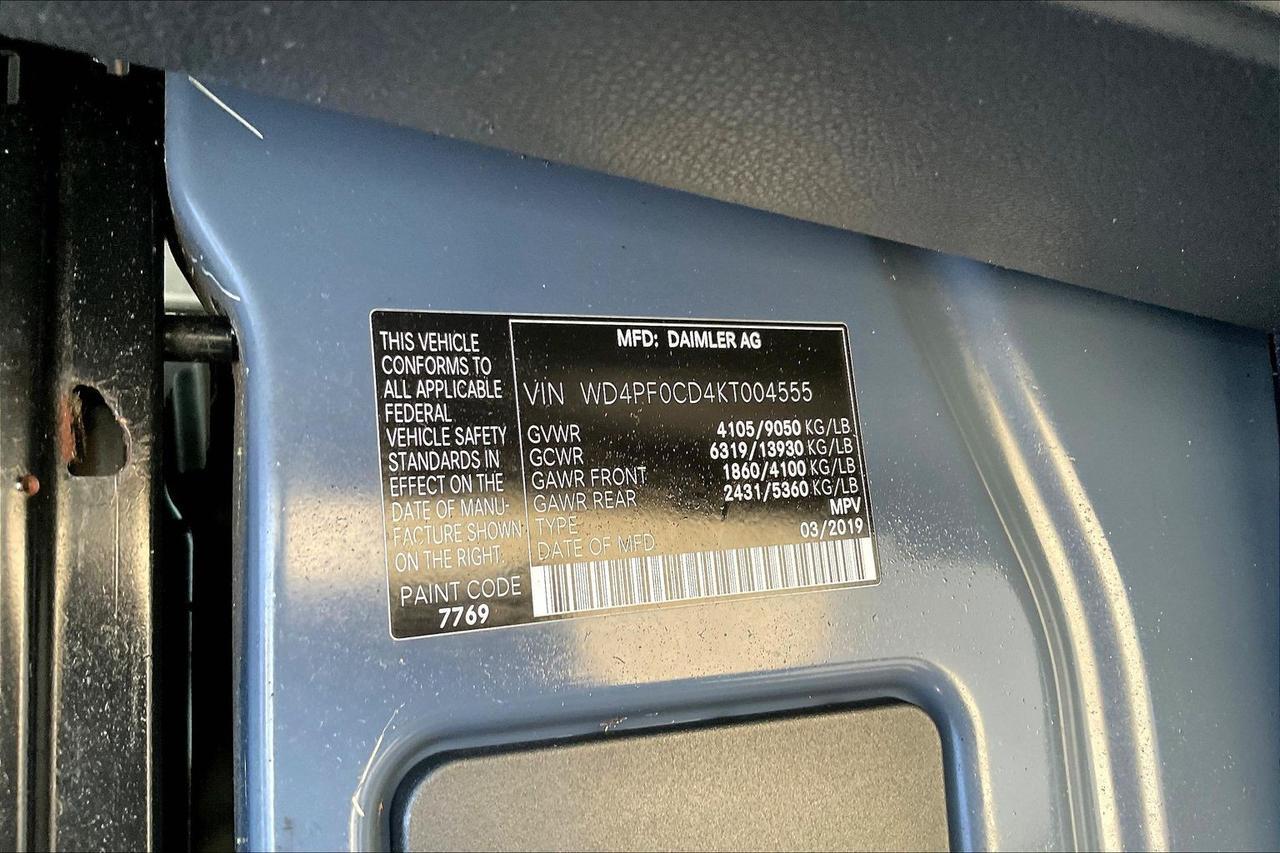 THIS VEHICLE
CONFORMS TO
ALL APPLICABLE
FEDERAL
VEHICLE SAFETY
STANDARDS IN
EFFECT ON THE
DATE OF MANU-
FACTURE SHOWN
ON THE RIGHT.
PAINT CODE
7769
MFD: DAIMLER AG
VIN WD4PF0CD4KT004555
GVWR 4105/9050 KG/LB
GCWR 6319/13930 KG/LB
GAWR FRONT 1860/4100 KG/LB
GAWR REAR 2431/5360 KG/LB
TYPE MPV
DATE OF MFD 03/2019